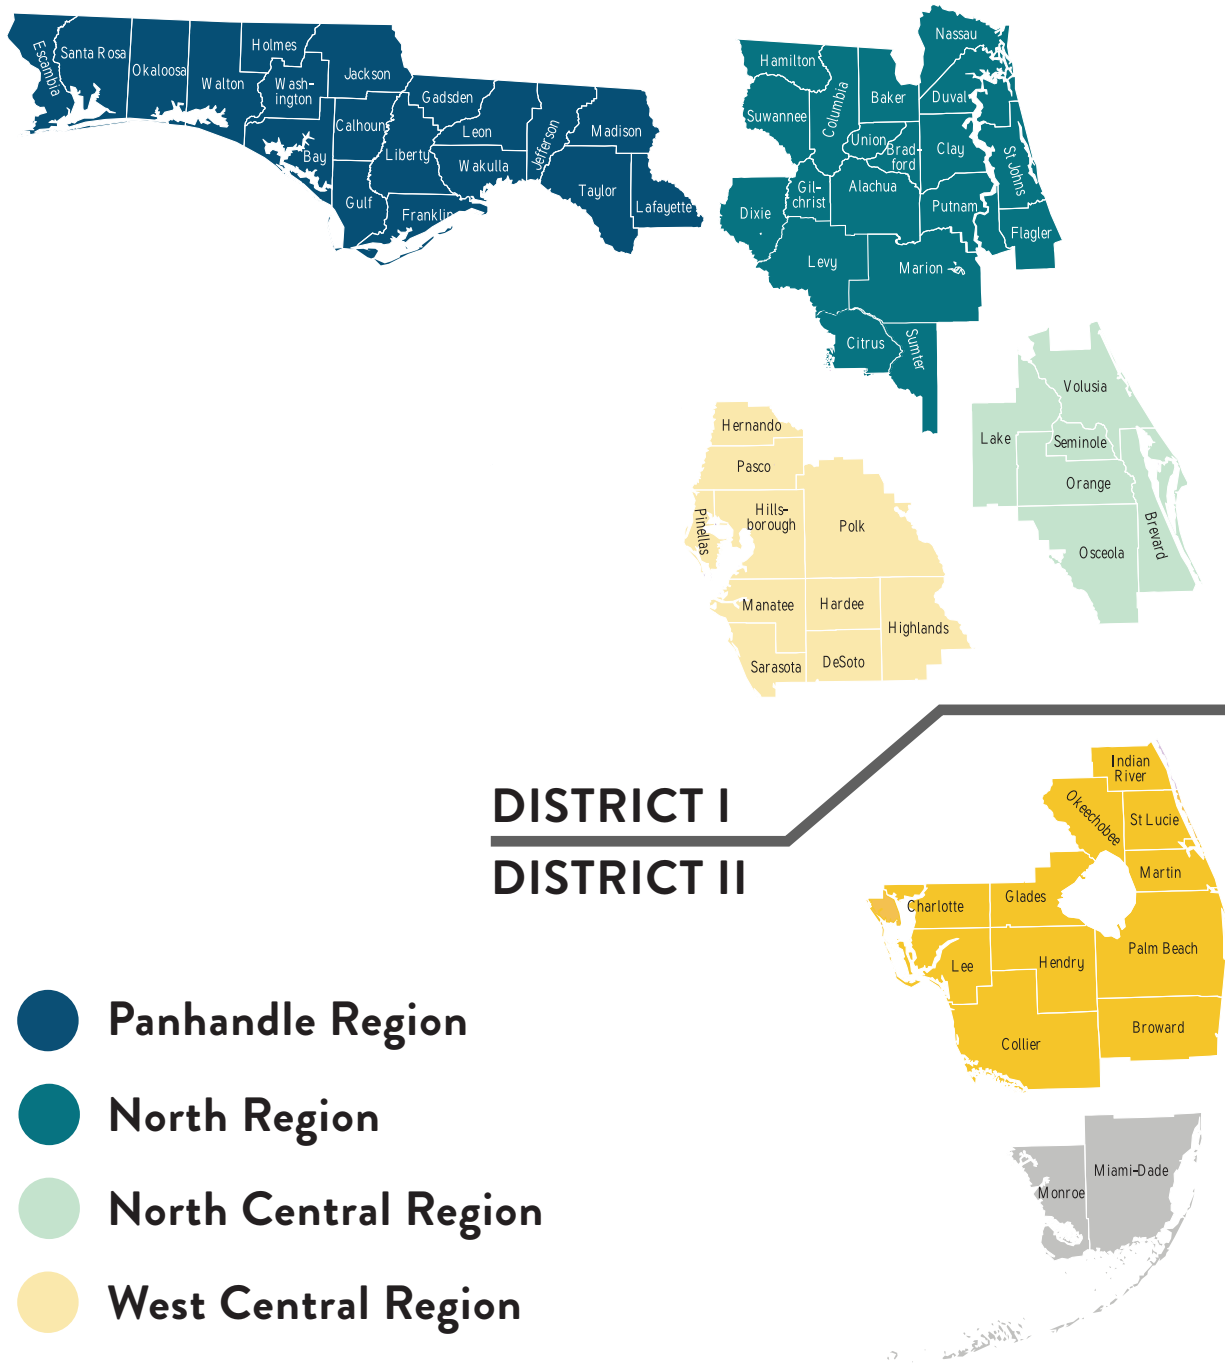 Escambia
Santa Rosa
Okaloosa
Walton
Holmes
Wash-
ington
Jackson
Bay
Calhoun
Gulf
Liberty
Gadsden
Leon
Wakulla
Franklin
Jefferson
Madison
Taylor
Lafayette
Nassau
Hamilton
Suwannee
Columbia
Baker
Duval
Union
Brad-
ford
Clay
St Johns
Gil-
christ
Alachua
Putnam
Dixie
Flagler
Levy
Marion
Citrus
Sumter
Volusia
Lake
Seminole
Orange
Brevard
Osceola
Hernando
Pasco
Pinellas
Hills-
borough
Polk
Manatee
Hardee
Highlands
Sarasota
DeSoto
DISTRICT I
DISTRICT II
Indian
River
Okeechobee
St Lucie
Martin
Glades
Charlotte
Lee
Hendry
Palm Beach
Collier
Broward
Monroe
Miami-Dade
Panhandle Region
North Region
North Central Region
West Central Region